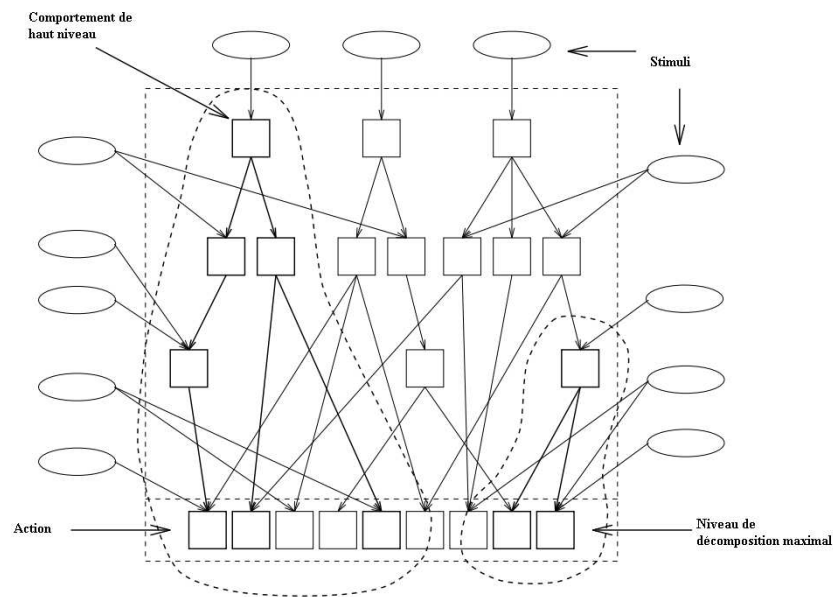 Comportement de
haut niveau
Stimuli
Action
Niveau de
décomposition maximal